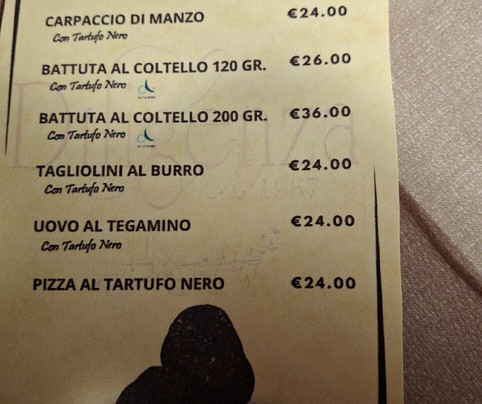 CARPACCIO DI MANZO €24.00
Con Tartufo Nero
BATTUTA AL COLTELLO 120 GR. €26.00
Con Tartufo Nero
BATTUTA AL COLTELLO 200 GR. €36.00
Con Tartufo Nero
TAGLIOLINI AL BURRO €24.00
Con Tartufo Nero
UOVO AL TEGAMINO €24.00
Con Tartufo Nero
PIZZA AL TARTUFO NERO €24.00